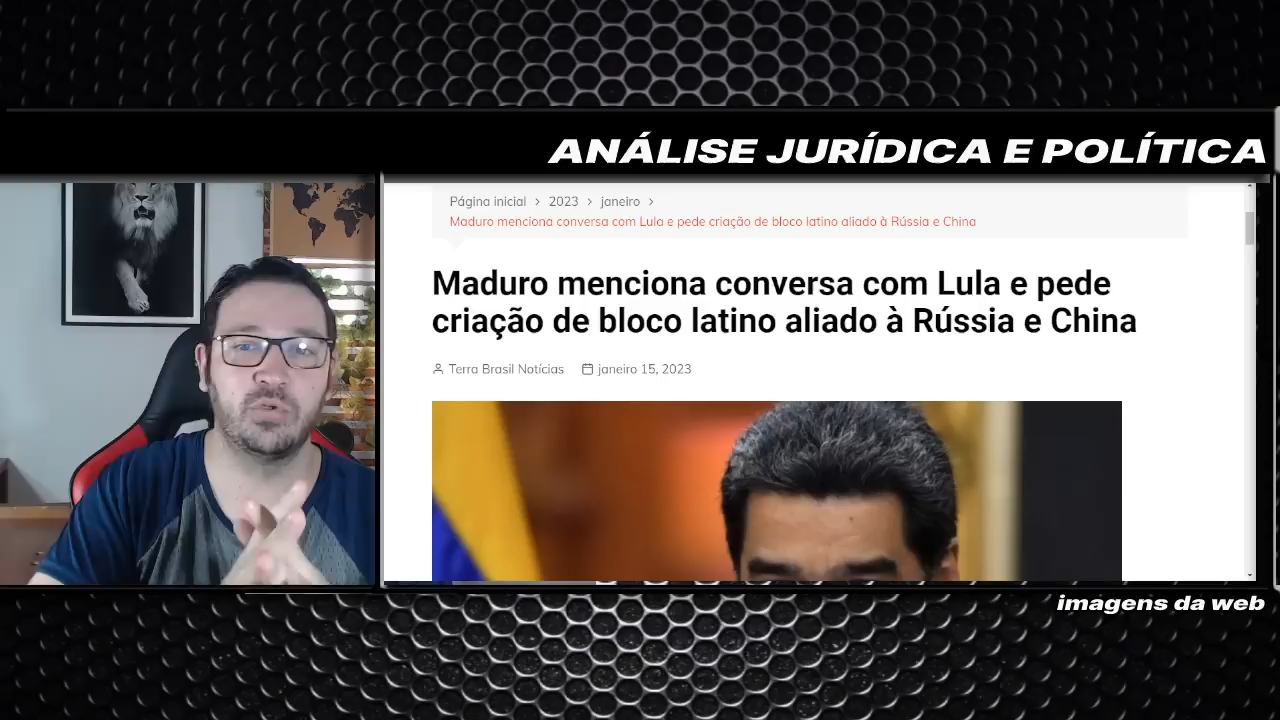 ANÁLISE JURÍDICA E POLÍTICA
Página inicial > 2023 > janeiro >
Maduro menciona conversa com Lula e pede criação de bloco latino aliado à Rússia e China
Maduro menciona conversa com Lula e pede
criação de bloco latino aliado à Rússia e China
Terra Brasil Notícias janeiro 15, 2023
imagens da web